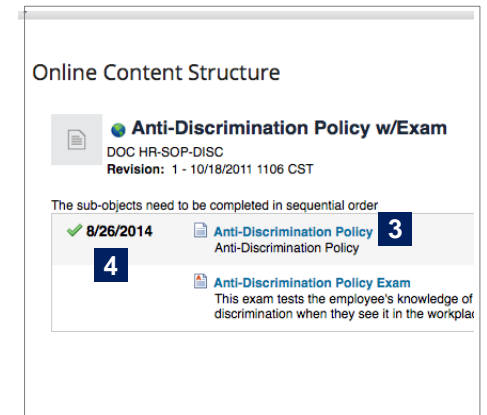 Online Content Structure
Anti-Discrimination Policy w/Exam
DOC HR-SOP-DISC
Revision: 1 - 10/18/2011 1106 CST
The sub-objects need to be completed in sequential order
8/26/2014 Anti-Discrimination Policy 3
4 Anti-Discrimination Policy
Anti-Discrimination Policy Exam
This exam tests the employee's knowledge of
discrimination when they see it in the